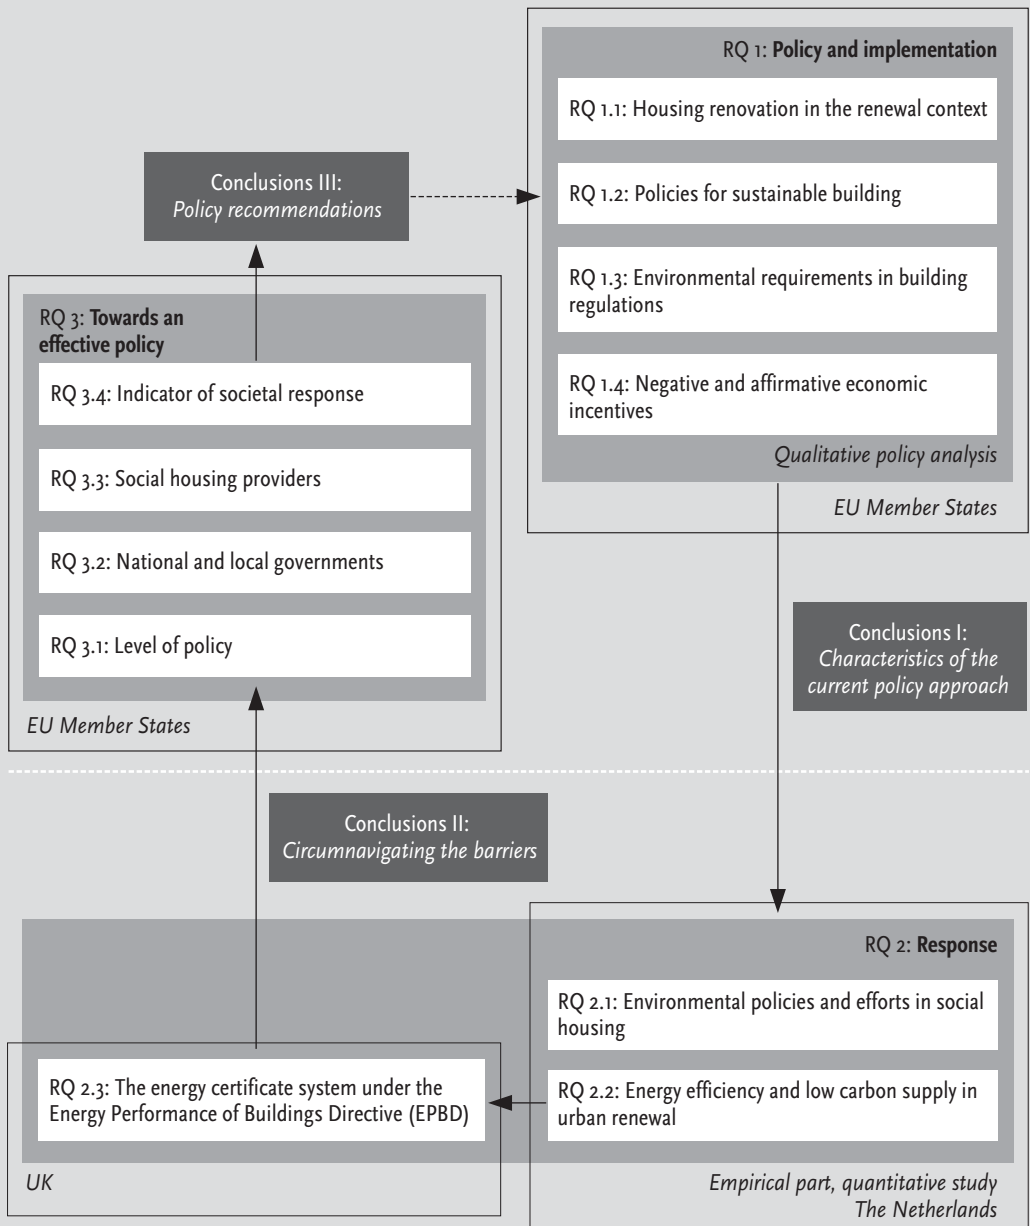 RQ 1: Policy and implementation
RQ 1.1: Housing renovation in the renewal context
RQ 1.2: Policies for sustainable building
RQ 1.3: Environmental requirements in building
regulations
RQ 1.4: Negative and affirmative economic
incentives
Qualitative policy analysis
EU Member States
Conclusions III:
Policy recommendations
RQ 3: Towards an
effective policy
RQ 3.4: Indicator of societal response
RQ 3.3: Social housing providers
RQ 3.2: National and local governments
RQ 3.1: Level of policy
EU Member States
Conclusions I:
Characteristics of the
current policy approach
Conclusions II:
Circumnavigating the barriers
RQ 2: Response
RQ 2.1: Environmental policies and efforts in social
housing
RQ 2.2: Energy efficiency and low carbon supply in
urban renewal
RQ 2.3: The energy certificate system under the
Energy Performance of Buildings Directive (EPBD)
UK
Empirical part, quantitative study
The Netherlands